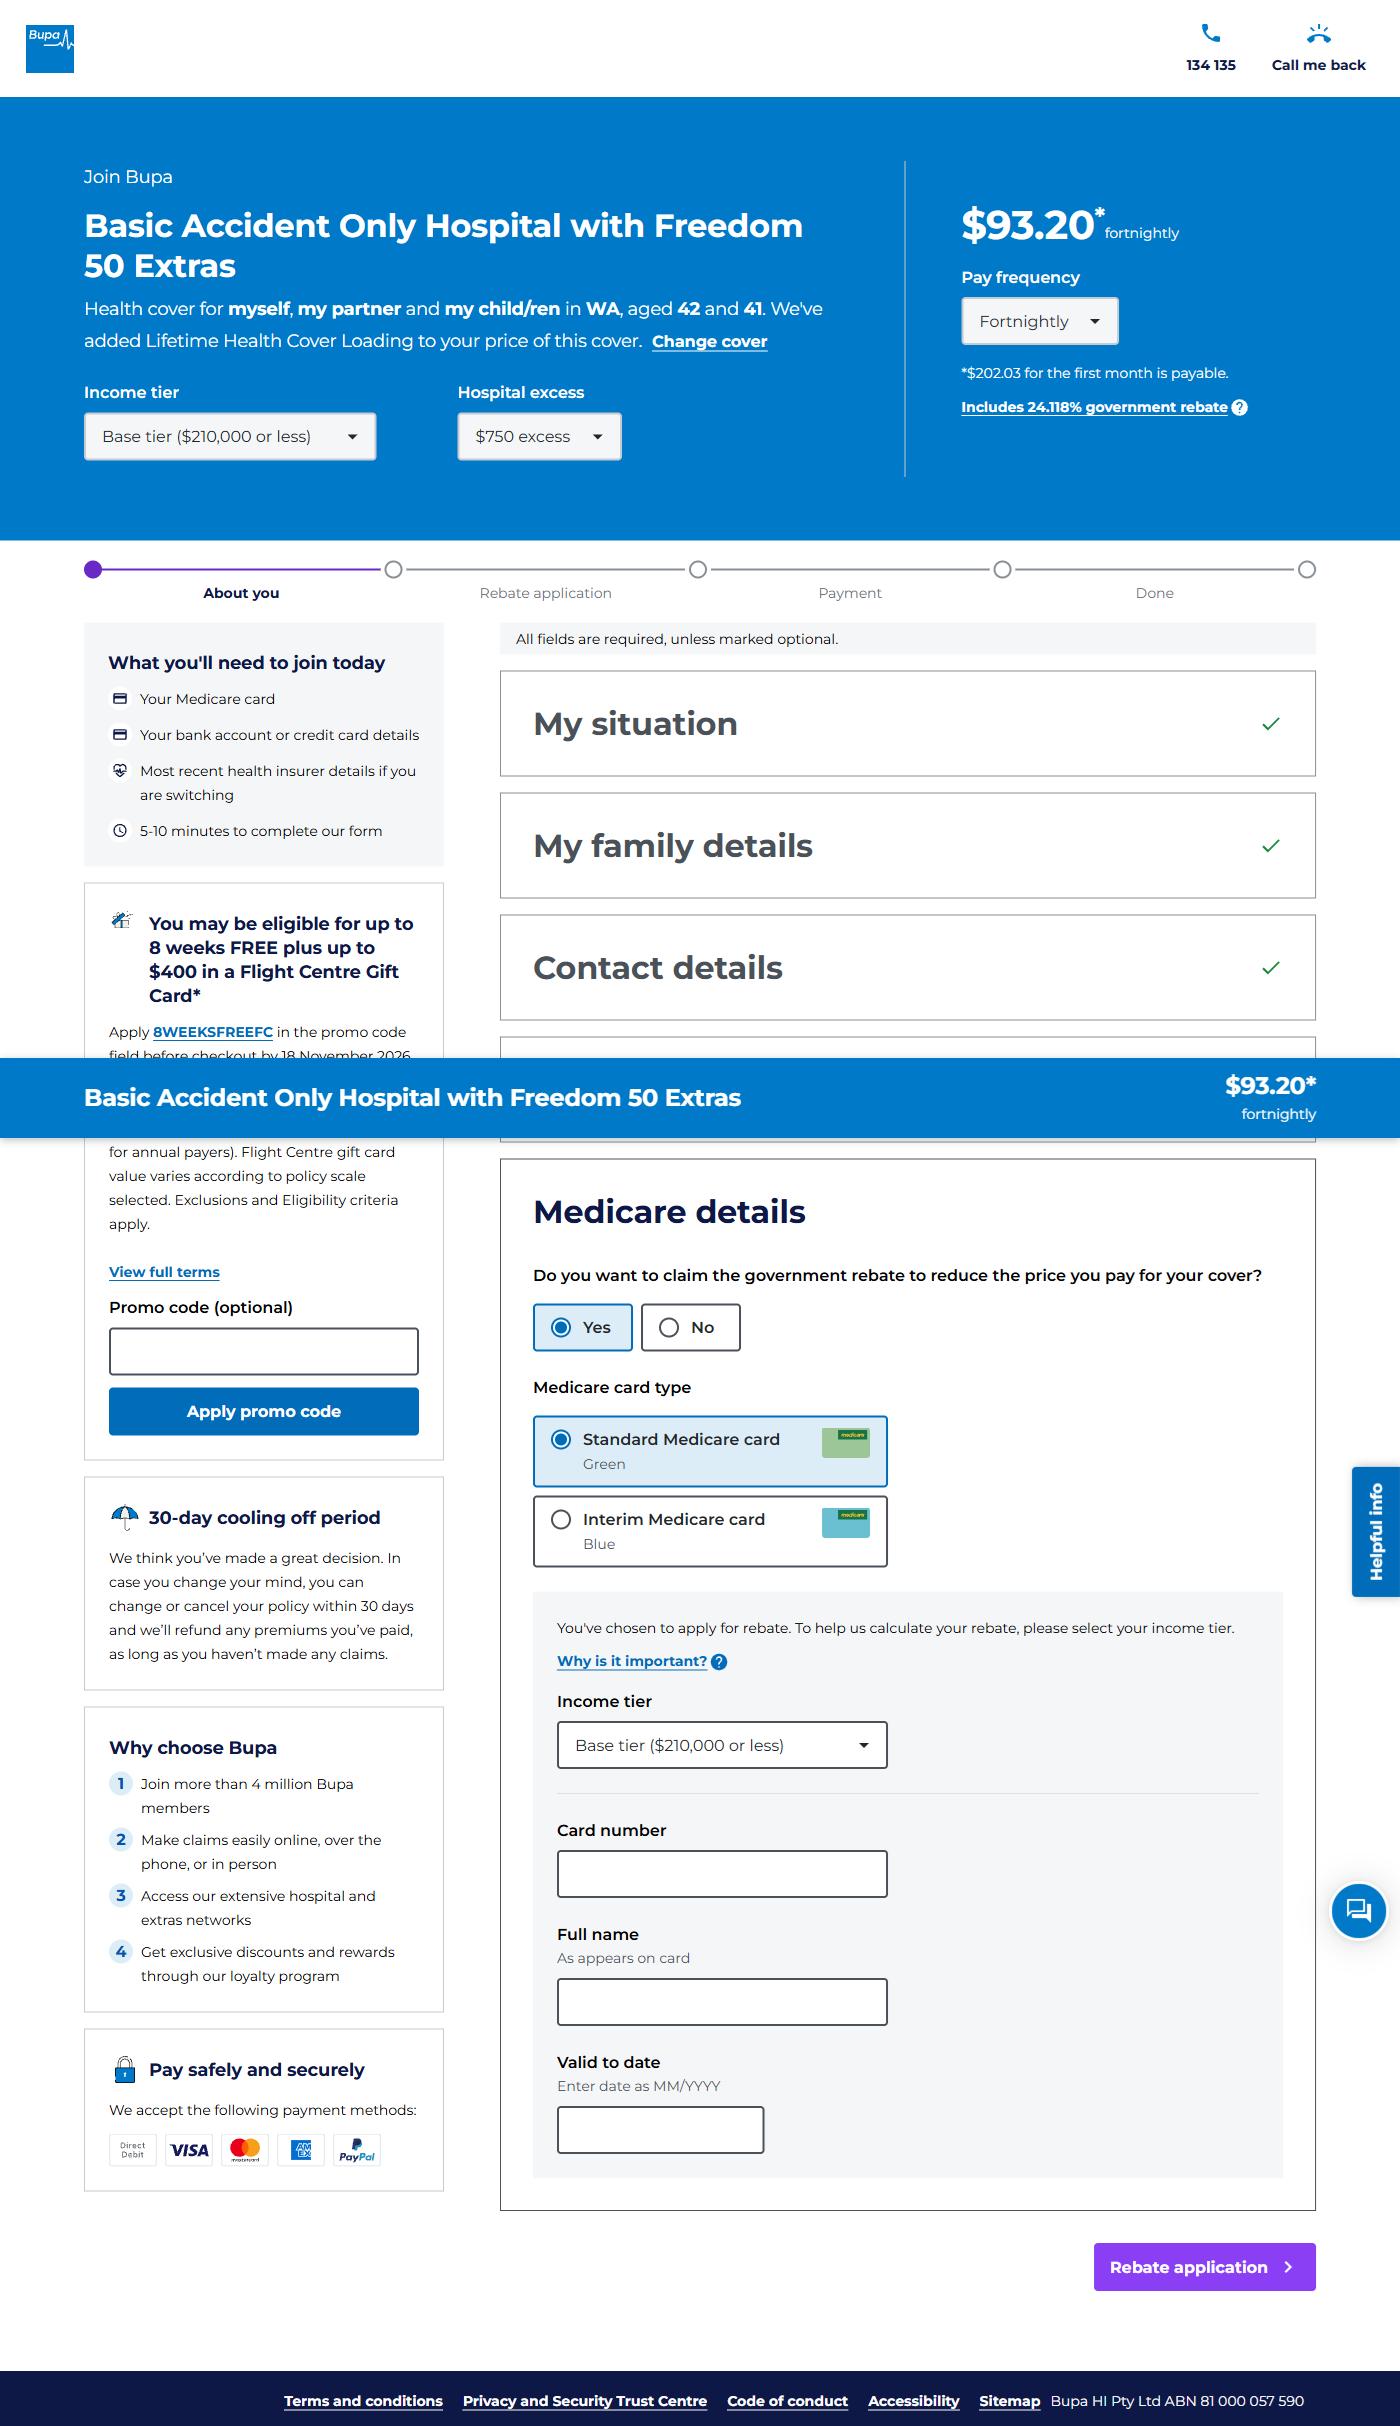 Bupa
134 135
Call me back
Join Bupa
Basic Accident Only Hospital with Freedom
50 Extras
Health cover for myself, my partner and my child/ren in WA, aged 42 and 41. We've
added Lifetime Health Cover Loading to your price of this cover. Change cover
Income tier
Base tier ($210,000 or less)
Hospital excess
$750 excess
$93.20* fortnightly
Pay frequency
Fortnightly
*$202.03 for the first month is payable.
Includes 24.118% government rebate ?
About you
Rebate application
Payment
Done
What you'll need to join today
Your Medicare card
Your bank account or credit card details
Most recent health insurer details if you
are switching
5-10 minutes to complete our form
You may be eligible for up to
8 weeks FREE plus up to
$400 in a Flight Centre Gift
Card*
Apply 8WEEKSFREEFC in the promo code
field before checkout by 18 November 2026
All fields are required, unless marked optional.
My situation
My family details
Contact details
Basic Accident Only Hospital with Freedom 50 Extras
$93.20*
fortnightly
for annual payers). Flight Centre gift card
value varies according to policy scale
selected. Exclusions and Eligibility criteria
apply.
View full terms
Promo code (optional)
Apply promo code
30-day cooling off period
We think you've made a great decision. In
case you change your mind, you can
change or cancel your policy within 30 days
and we'll refund any premiums you've paid,
as long as you haven't made any claims.
Why choose Bupa
1 Join more than 4 million Bupa
members
2 Make claims easily online, over the
phone, or in person
3 Access our extensive hospital and
extras networks
4 Get exclusive discounts and rewards
through our loyalty program
Pay safely and securely
We accept the following payment methods:
Direct
Debit
VISA
mastercard
AM
EX
PayPal
Medicare details
Do you want to claim the government rebate to reduce the price you pay for your cover?
Yes
No
Medicare card type
Standard Medicare card
Green
medicare
Interim Medicare card
Blue
medicare
You've chosen to apply for rebate. To help us calculate your rebate, please select your income tier.
Why is it important? ?
Income tier
Base tier ($210,000 or less)
Card number
Full name
As appears on card
Valid to date
Enter date as MM/YYYY
Helpful info
Rebate application
Terms and conditions
Privacy and Security Trust Centre
Code of conduct
Accessibility
Sitemap
Bupa HI Pty Ltd ABN 81 000 057 590